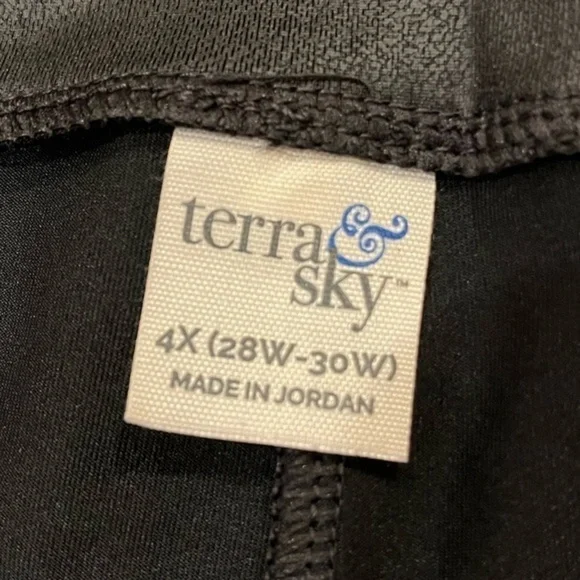 terra &
sky™
4X (28W-30W)
MADE IN JORDAN